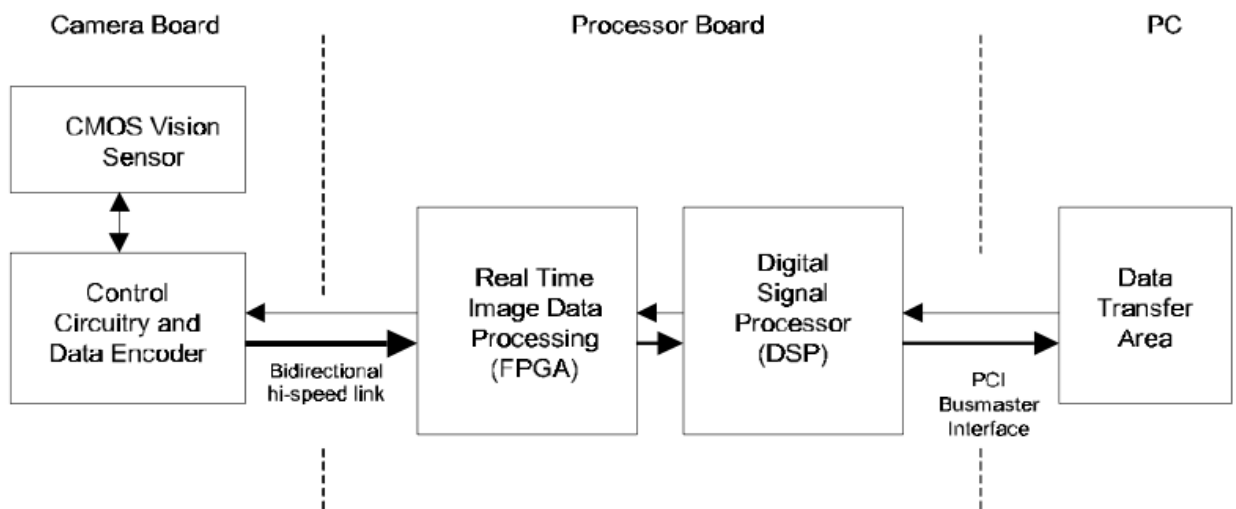 Camera Board
Processor Board
PC
CMOS Vision
Sensor
Control
Circuitry and
Data Encoder
Bidirectional
hi-speed link
Real Time
Image Data
Processing
(FPGA)
Digital
Signal
Processor
(DSP)
PCI
Busmaster
Interface
Data
Transfer
Area